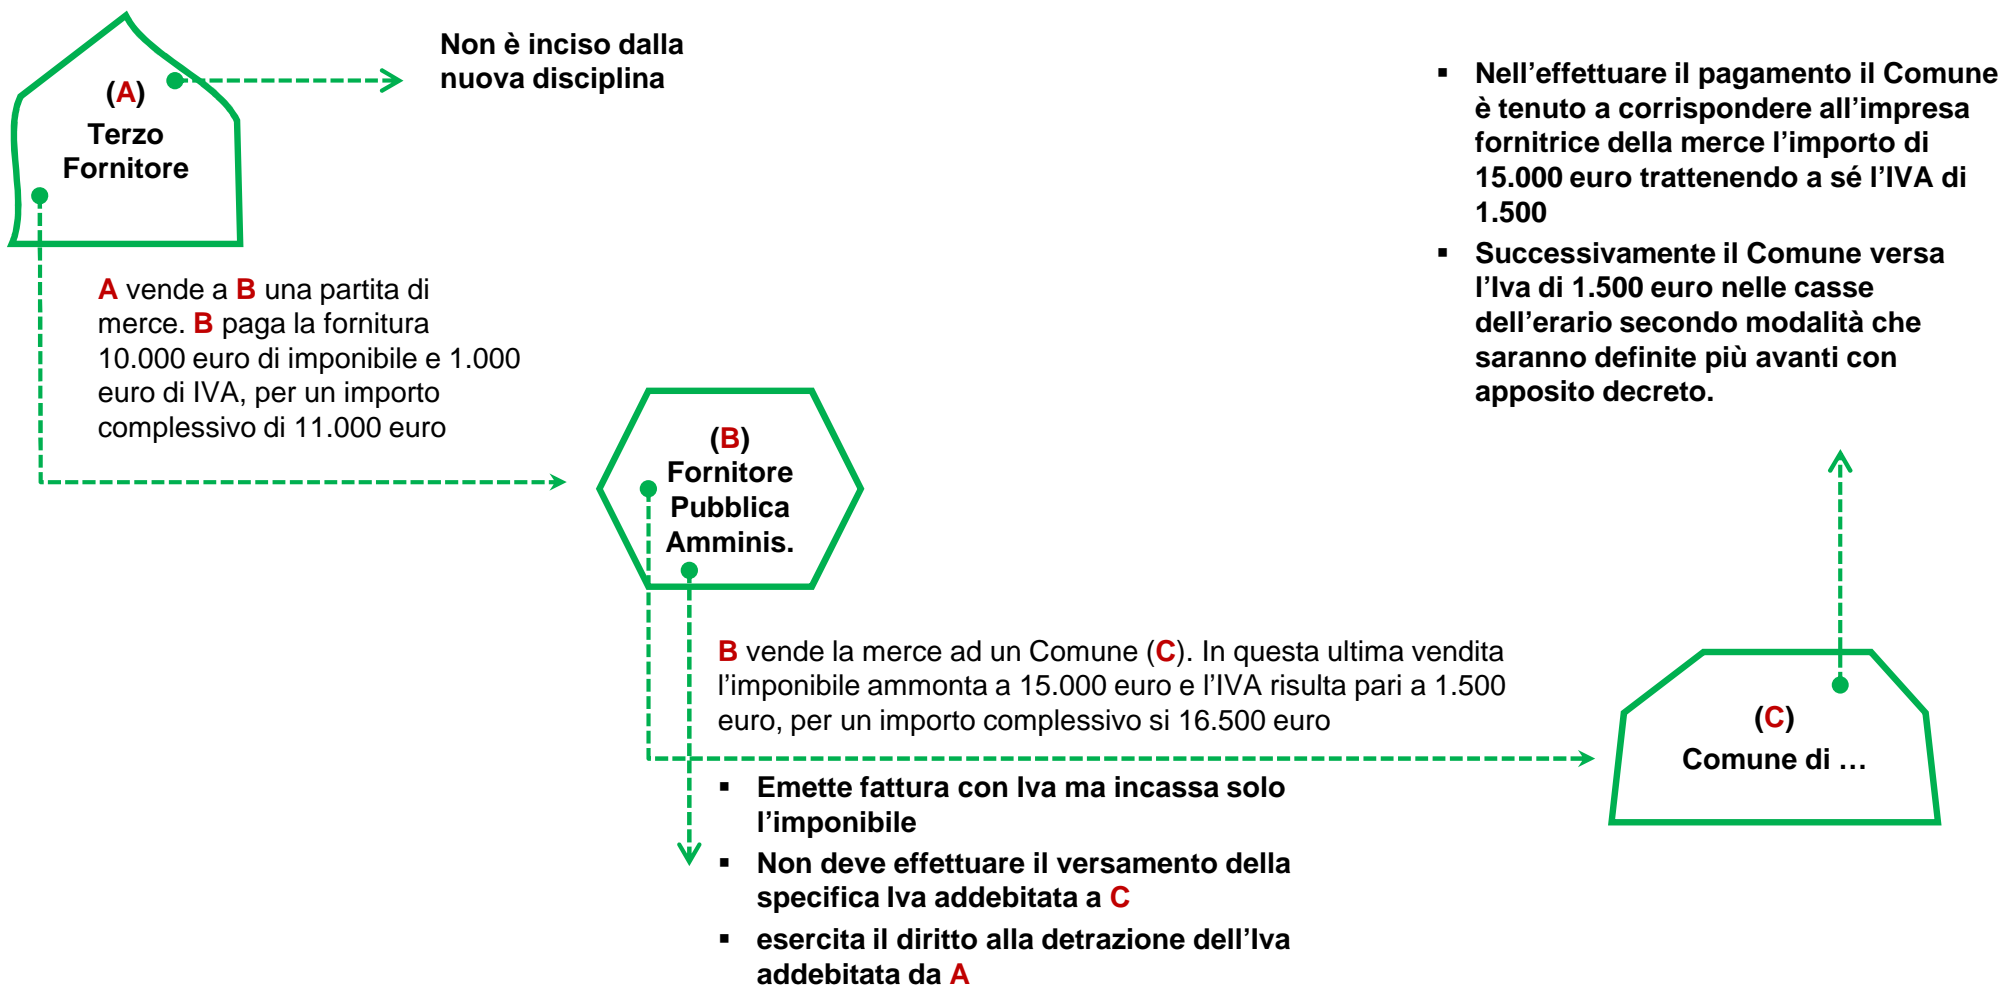 (A)
Terzo
Fornitore
Non è inciso dalla
nuova disciplina
A vende a B una partita di
merce. B paga la fornitura
10.000 euro di imponibile e 1.000
euro di IVA, per un importo
complessivo di 11.000 euro
(B)
Fornitore
Pubblica
Amminis.
B vende la merce ad un Comune (C). In questa ultima vendita
l’imponibile ammonta a 15.000 euro e l’IVA risulta pari a 1.500
euro, per un importo complessivo si 16.500 euro
▪ Emette fattura con Iva ma incassa solo
l’imponibile
▪ Non deve effettuare il versamento della
specifica Iva addebitata a C
▪ esercita il diritto alla detrazione dell’Iva
addebitata da A
▪ Nell’effettuare il pagamento il Comune
è tenuto a corrispondere all’impresa
fornitrice della merce l’importo di
15.000 euro trattenendo a sé l’IVA di
1.500
▪ Successivamente il Comune versa
l’Iva di 1.500 euro nelle casse
dell’erario secondo modalità che
saranno definite più avanti con
apposito decreto.
(C)
Comune di …